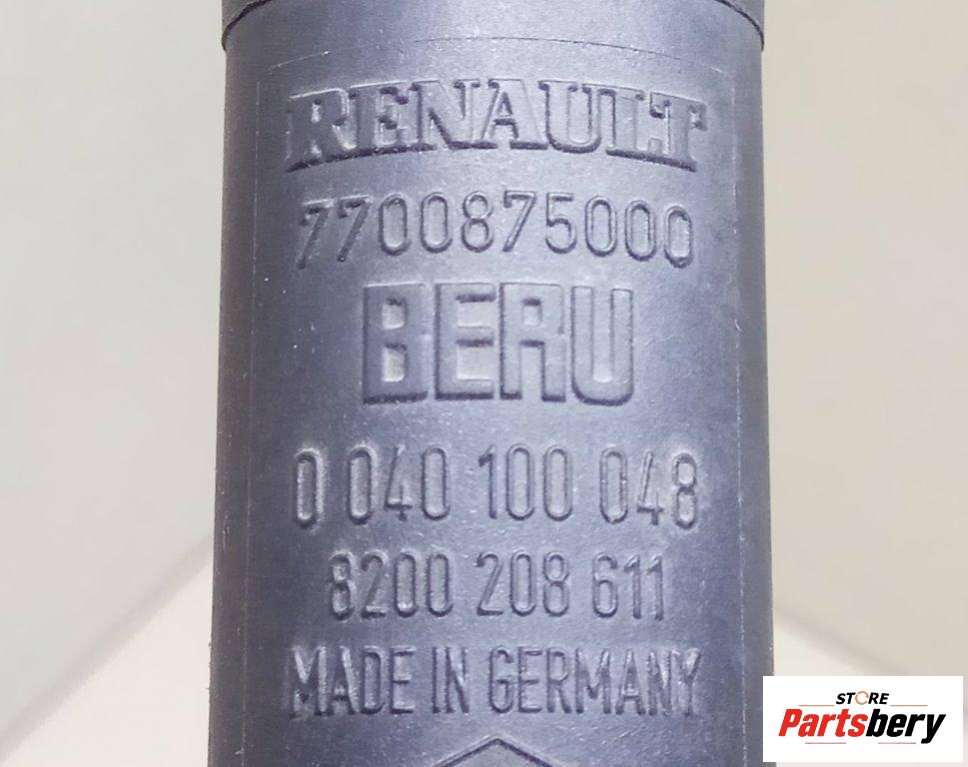 RENAULT
7700875000
BERU
0 040 100 048
8200 208 611
MADE IN GERMANY
STORE
Partsbery